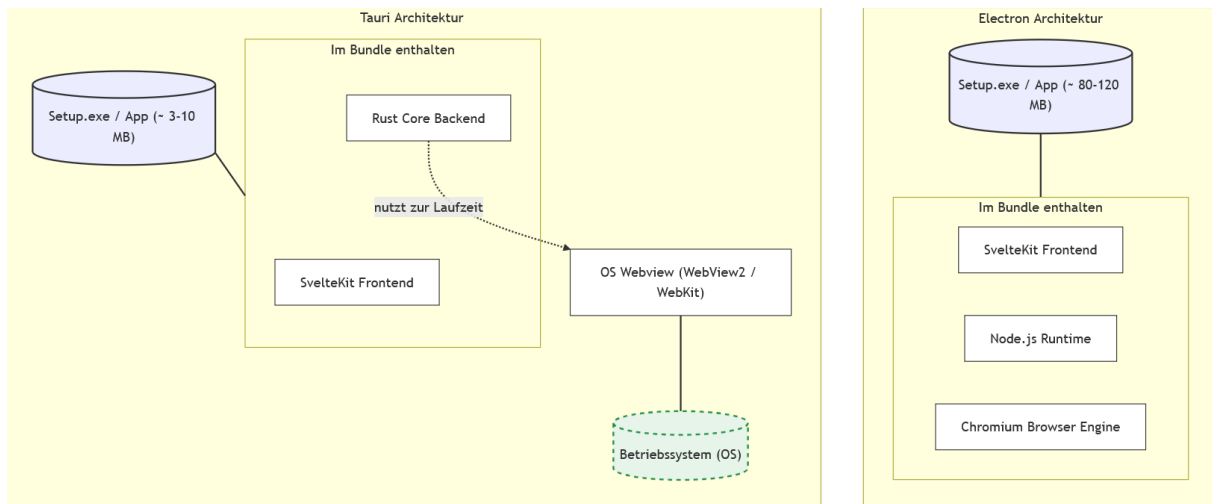 Tauri Architektur
Im Bundle enthalten
Setup.exe / App (~ 3-10
MB)
Rust Core Backend
nutzt zur Laufzeit
SvelteKit Frontend
OS Webview (WebView2 /
WebKit)
Betriebssystem (OS)
Electron Architektur
Setup.exe / App (~ 80-120
MB)
Im Bundle enthalten
SvelteKit Frontend
Node.js Runtime
Chromium Browser Engine